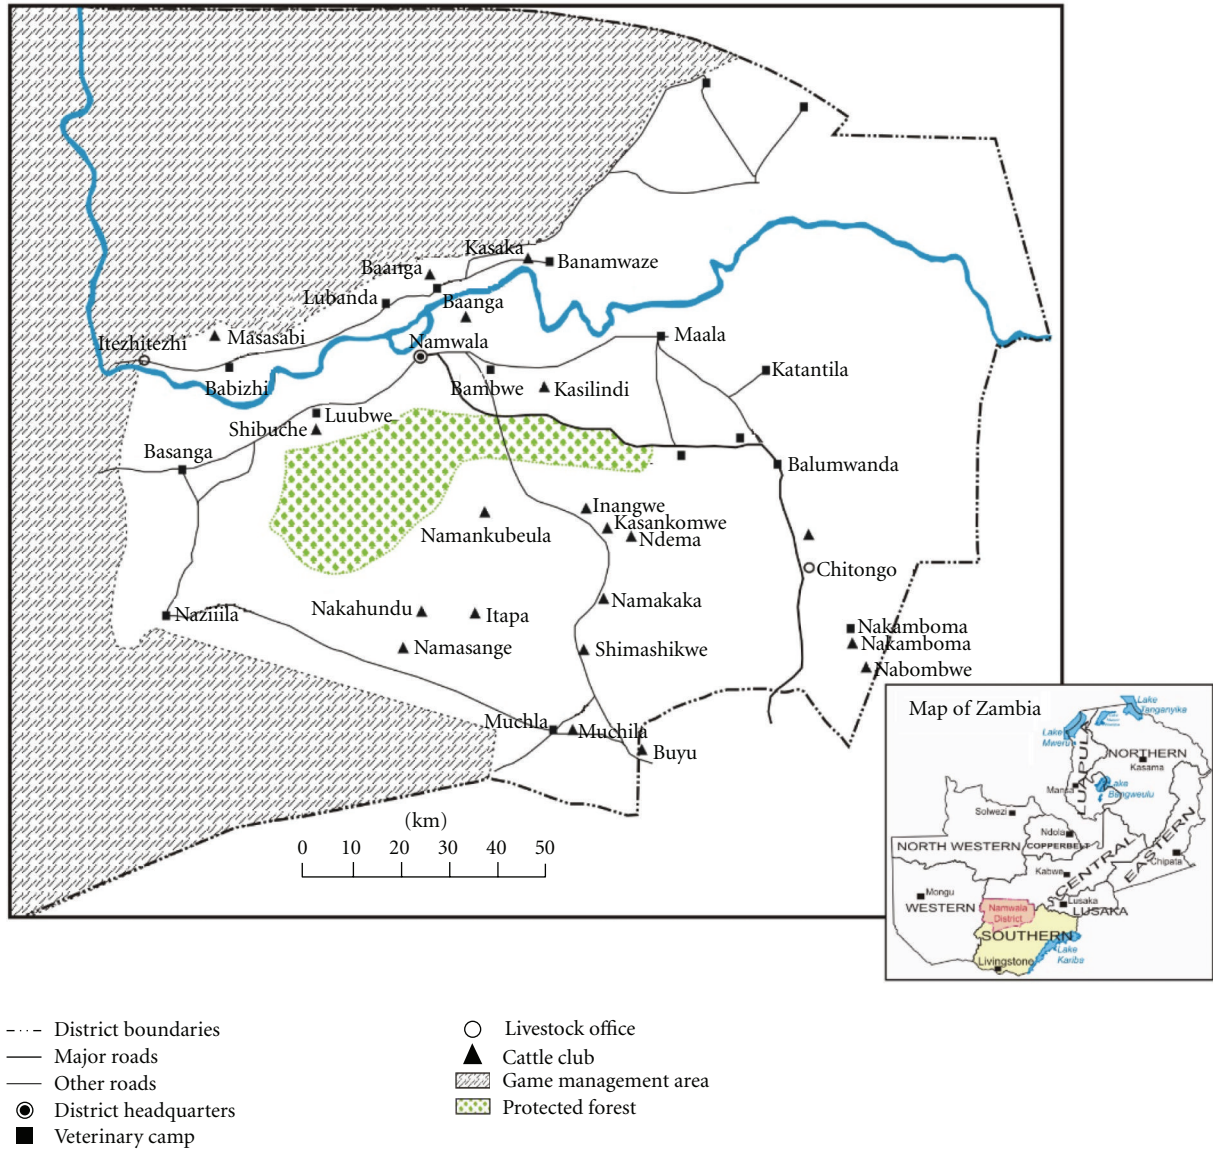 Kasaka
Banamwaze
Baanga
Lubanda
Baanga
Itezhitezhi
Masasabi
Namwala
Maala
Babizhi
Bambwe
Kasilindi
Katantila
Luubwe
Shibuche
Basanga
Balumwanda
Inangwe
Kasankomwe
Namankubeula
Ndema
Chitongo
Namakaka
Nakahundu
Itapa
Naziiila
Nakamboma
Nakamboma
Namasange
Shimashikwe
Nabombwe
Muchla
Muchila
Buyu
(km)
0 10 20 30 40 50
Map of Zambia
Lake
Tanganyika
Lake
Mweru
LUAPULA
NORTHERN
Kasama
Mansa
Lake
Bangweulu
Solwezi
Ndola
COPPERBELT
NORTH WESTERN
CENTRAL
EASTERN
Chipata
Kabwe
Mongu
WESTERN
Lusaka
LUSAKA
Namwala
District
SOUTHERN
Lake
Kariba
Livingstone
District boundaries
Major roads
Other roads
District headquarters
Veterinary camp
Livestock office
Cattle club
Game management area
Protected forest